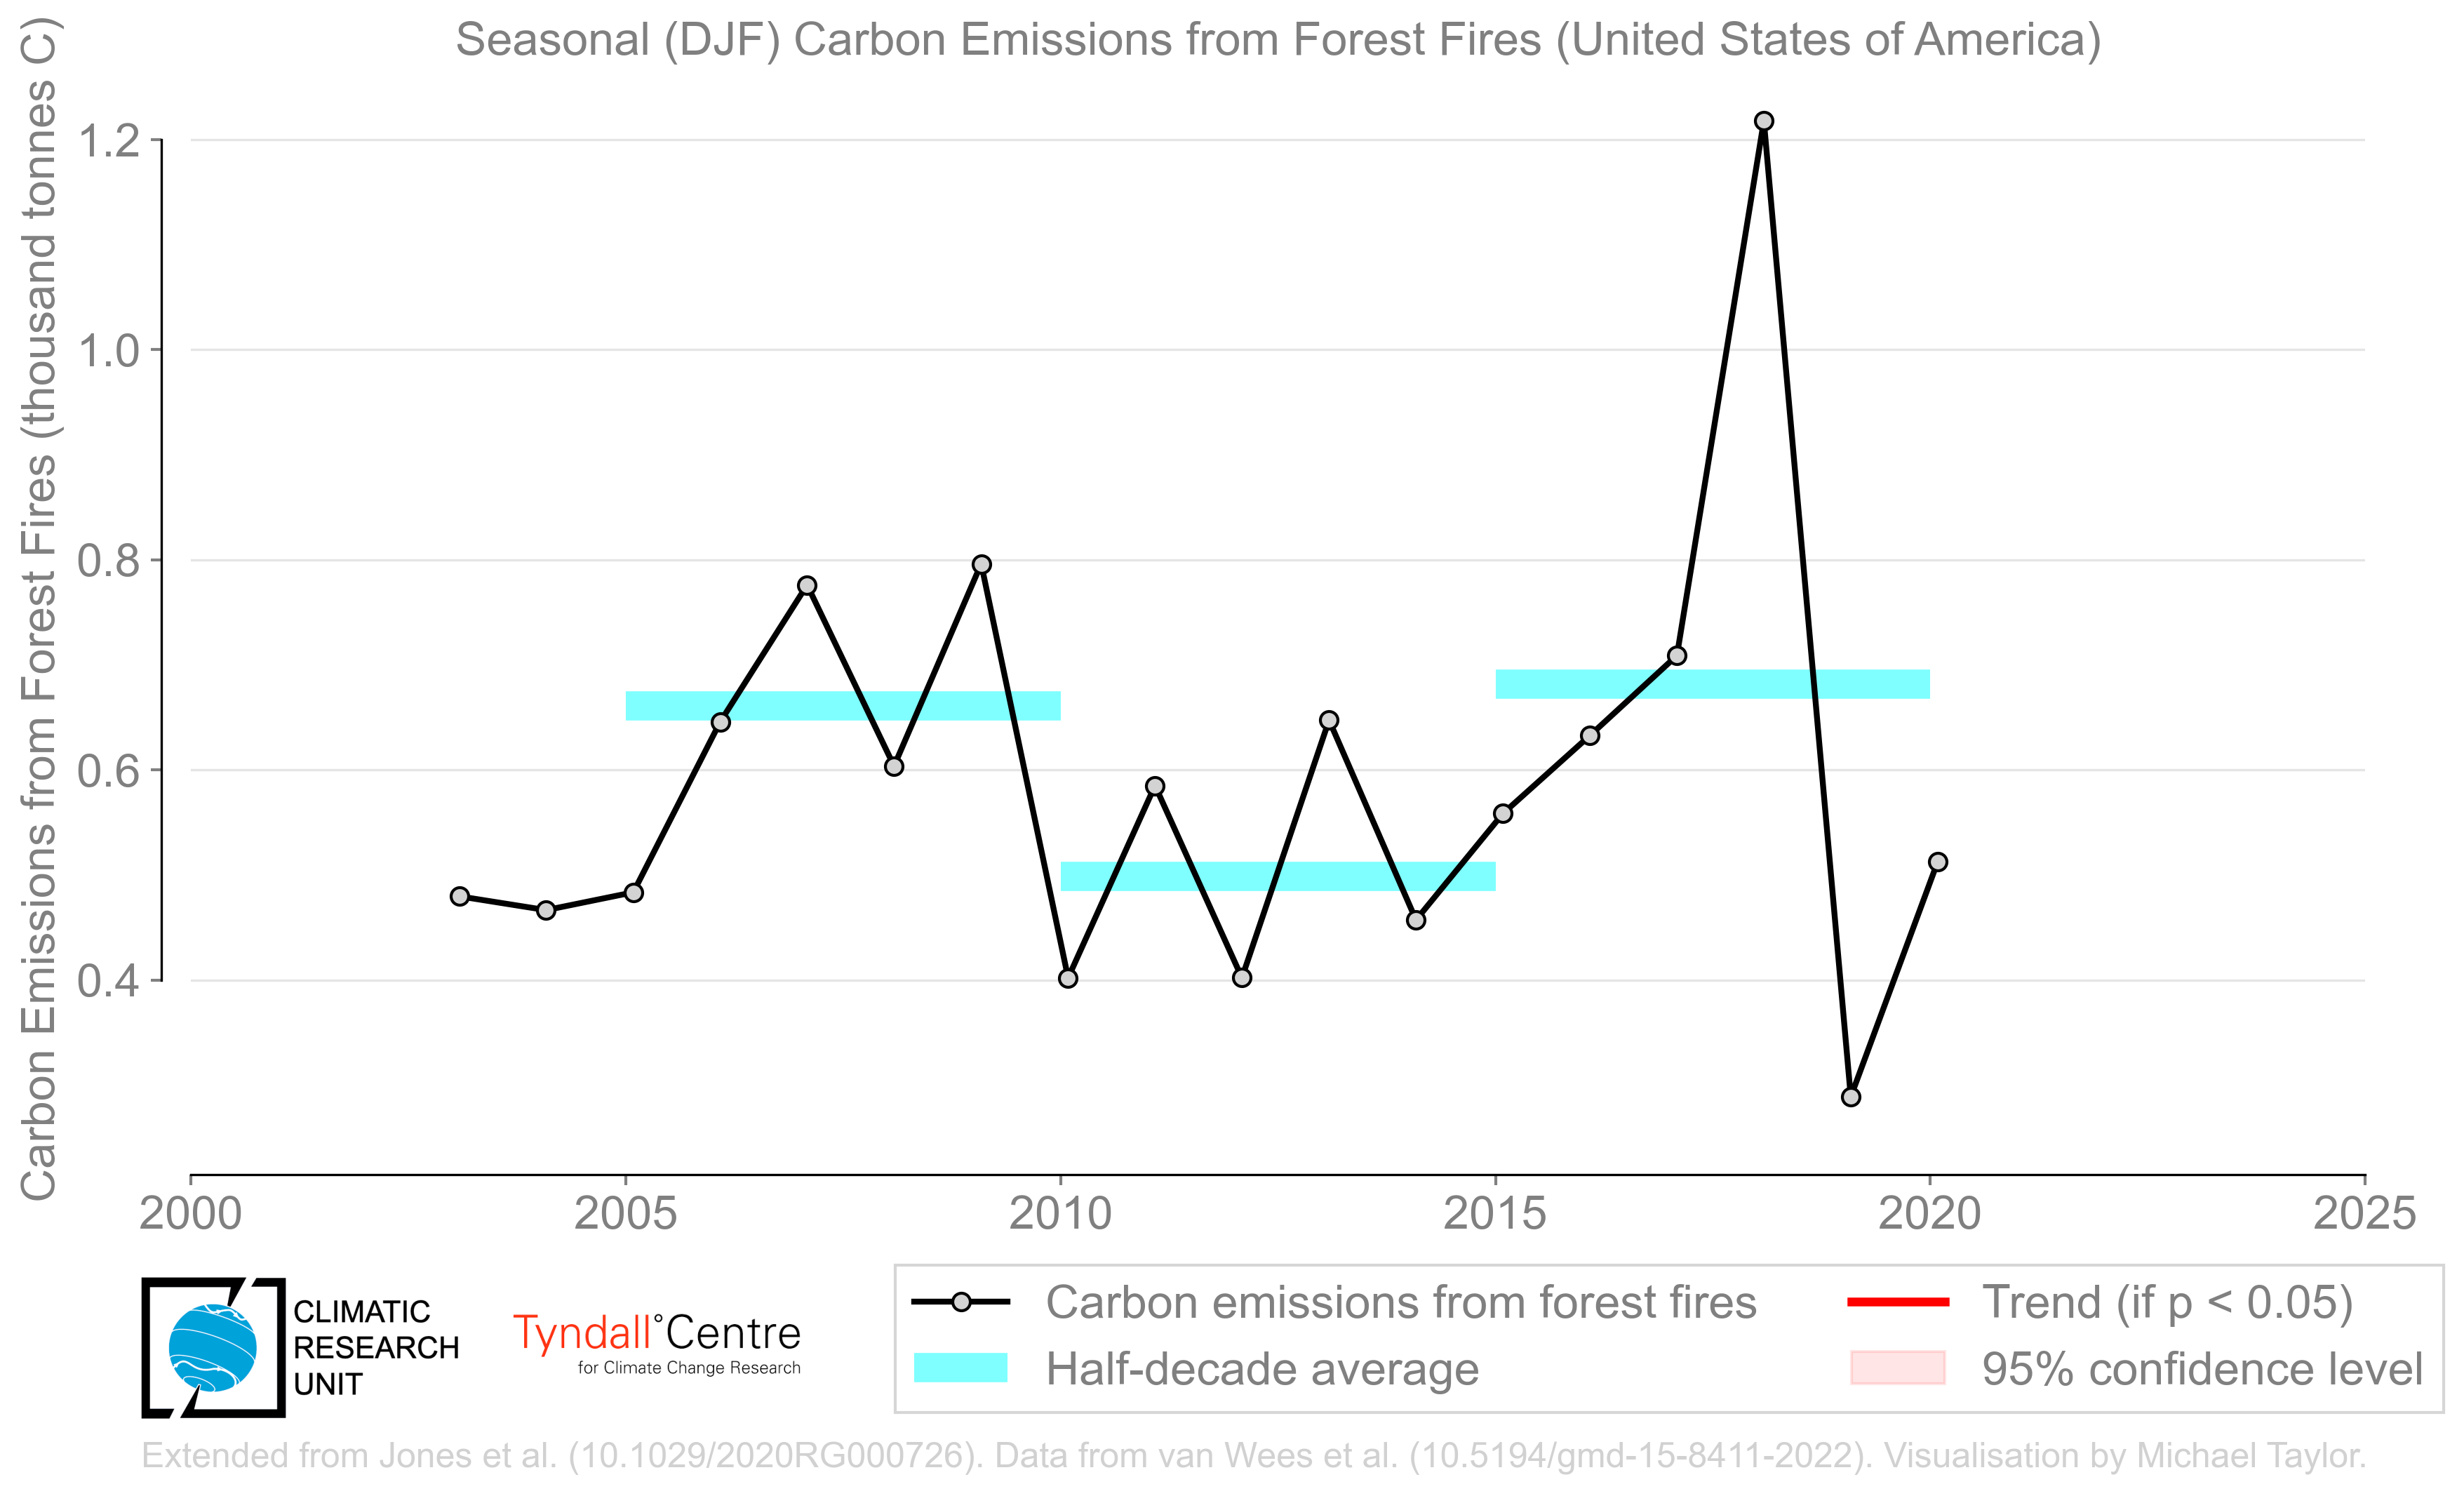 Seasonal (DJF) Carbon Emissions from Forest Fires (United States of America)
Carbon Emissions from Forest Fires (thousand tonnes C)
1.2
1.0
0.8
0.6
0.4
2000
2005
2010
2015
2020
2025
CLIMATIC
RESEARCH
UNIT
Tyndall°Centre
for Climate Change Research
Carbon emissions from forest fires
Half-decade average
Trend (if p < 0.05)
95% confidence level
Extended from Jones et al. (10.1029/2020RG000726). Data from van Wees et al. (10.5194/gmd-15-8411-2022). Visualisation by Michael Taylor.